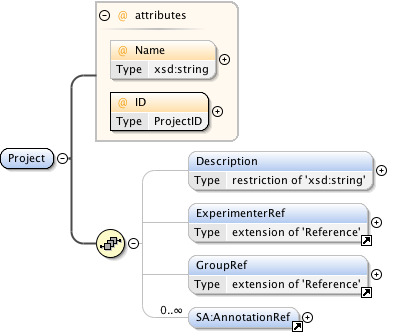 @ attributes
@ Name
Type xsd:string
@ ID
Type ProjectID
Project
Description
Type restriction of 'xsd:string'
ExperimenterRef
Type extension of 'Reference'
GroupRef
Type extension of 'Reference'
0..∞
SA:AnnotationRef